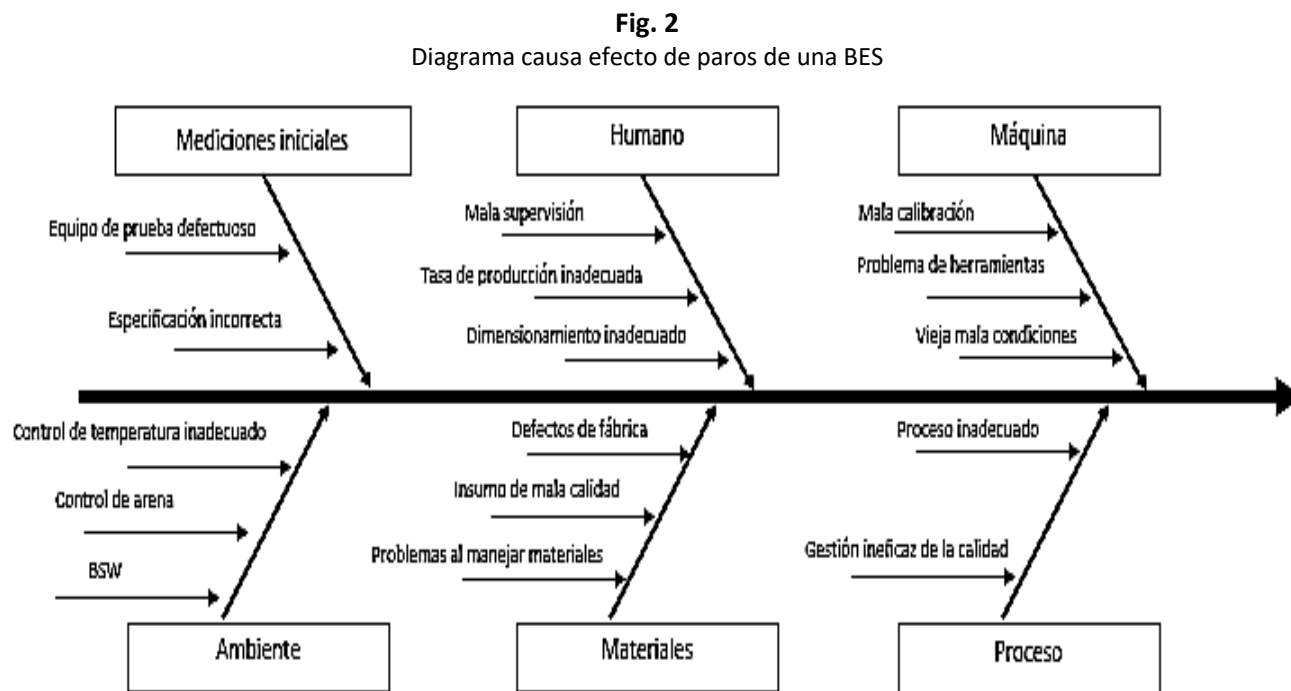 Fig. 2
Diagrama causa efecto de paros de una BES
Mediciones iniciales
Humano
Máquina
Equipo de prueba defectuoso
Especificación incorrecta
Mala supervisión
Tasa de producción inadecuada
Dimensionamiento inadecuado
Mala calibración
Problema de herramientas
Vieja mala condiciones
Control de temperatura inadecuado
Control de arena
BSW
Defectos de fábrica
Insumo de mala calidad
Problemas al manejar materiales
Proceso inadecuado
Gestión ineficaz de la calidad
Ambiente
Materiales
Proceso